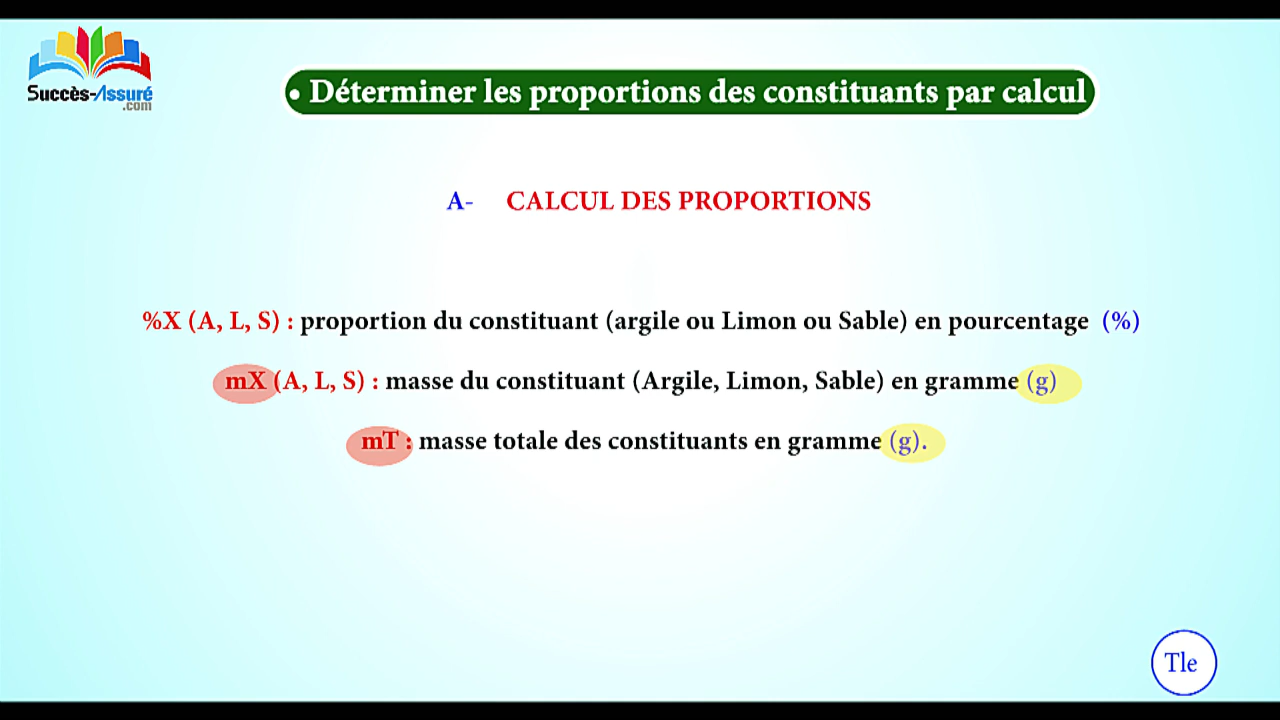 Succès-Assuré
.com
• Déterminer les proportions des constituants par calcul
A- CALCUL DES PROPORTIONS
%X (A, L, S) : proportion du constituant (argile ou Limon ou Sable) en pourcentage (%)
mX (A, L, S) : masse du constituant (Argile, Limon, Sable) en gramme (g)
mT : masse totale des constituants en gramme (g).
Tle